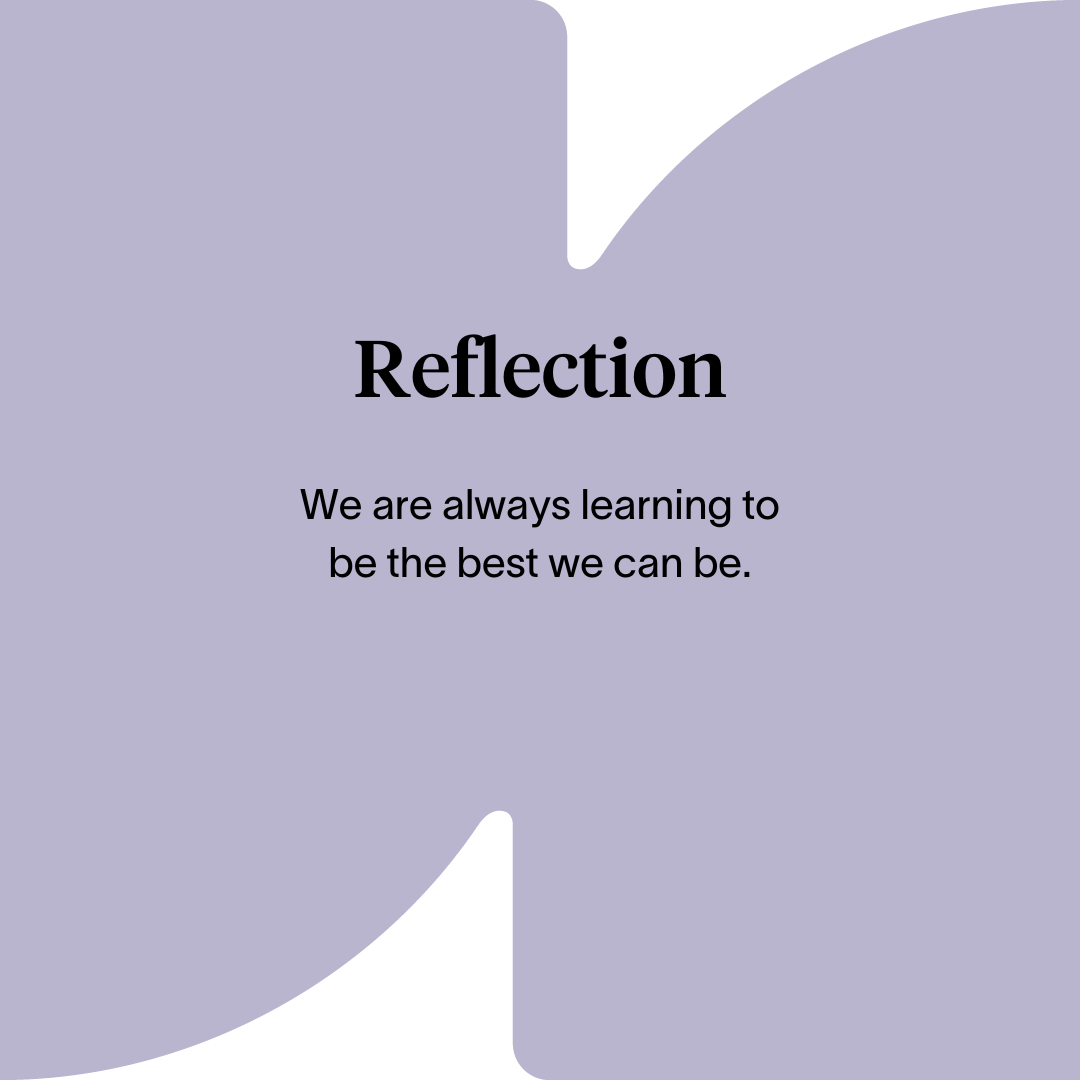 Reflection
We are always learning to
be the best we can be.